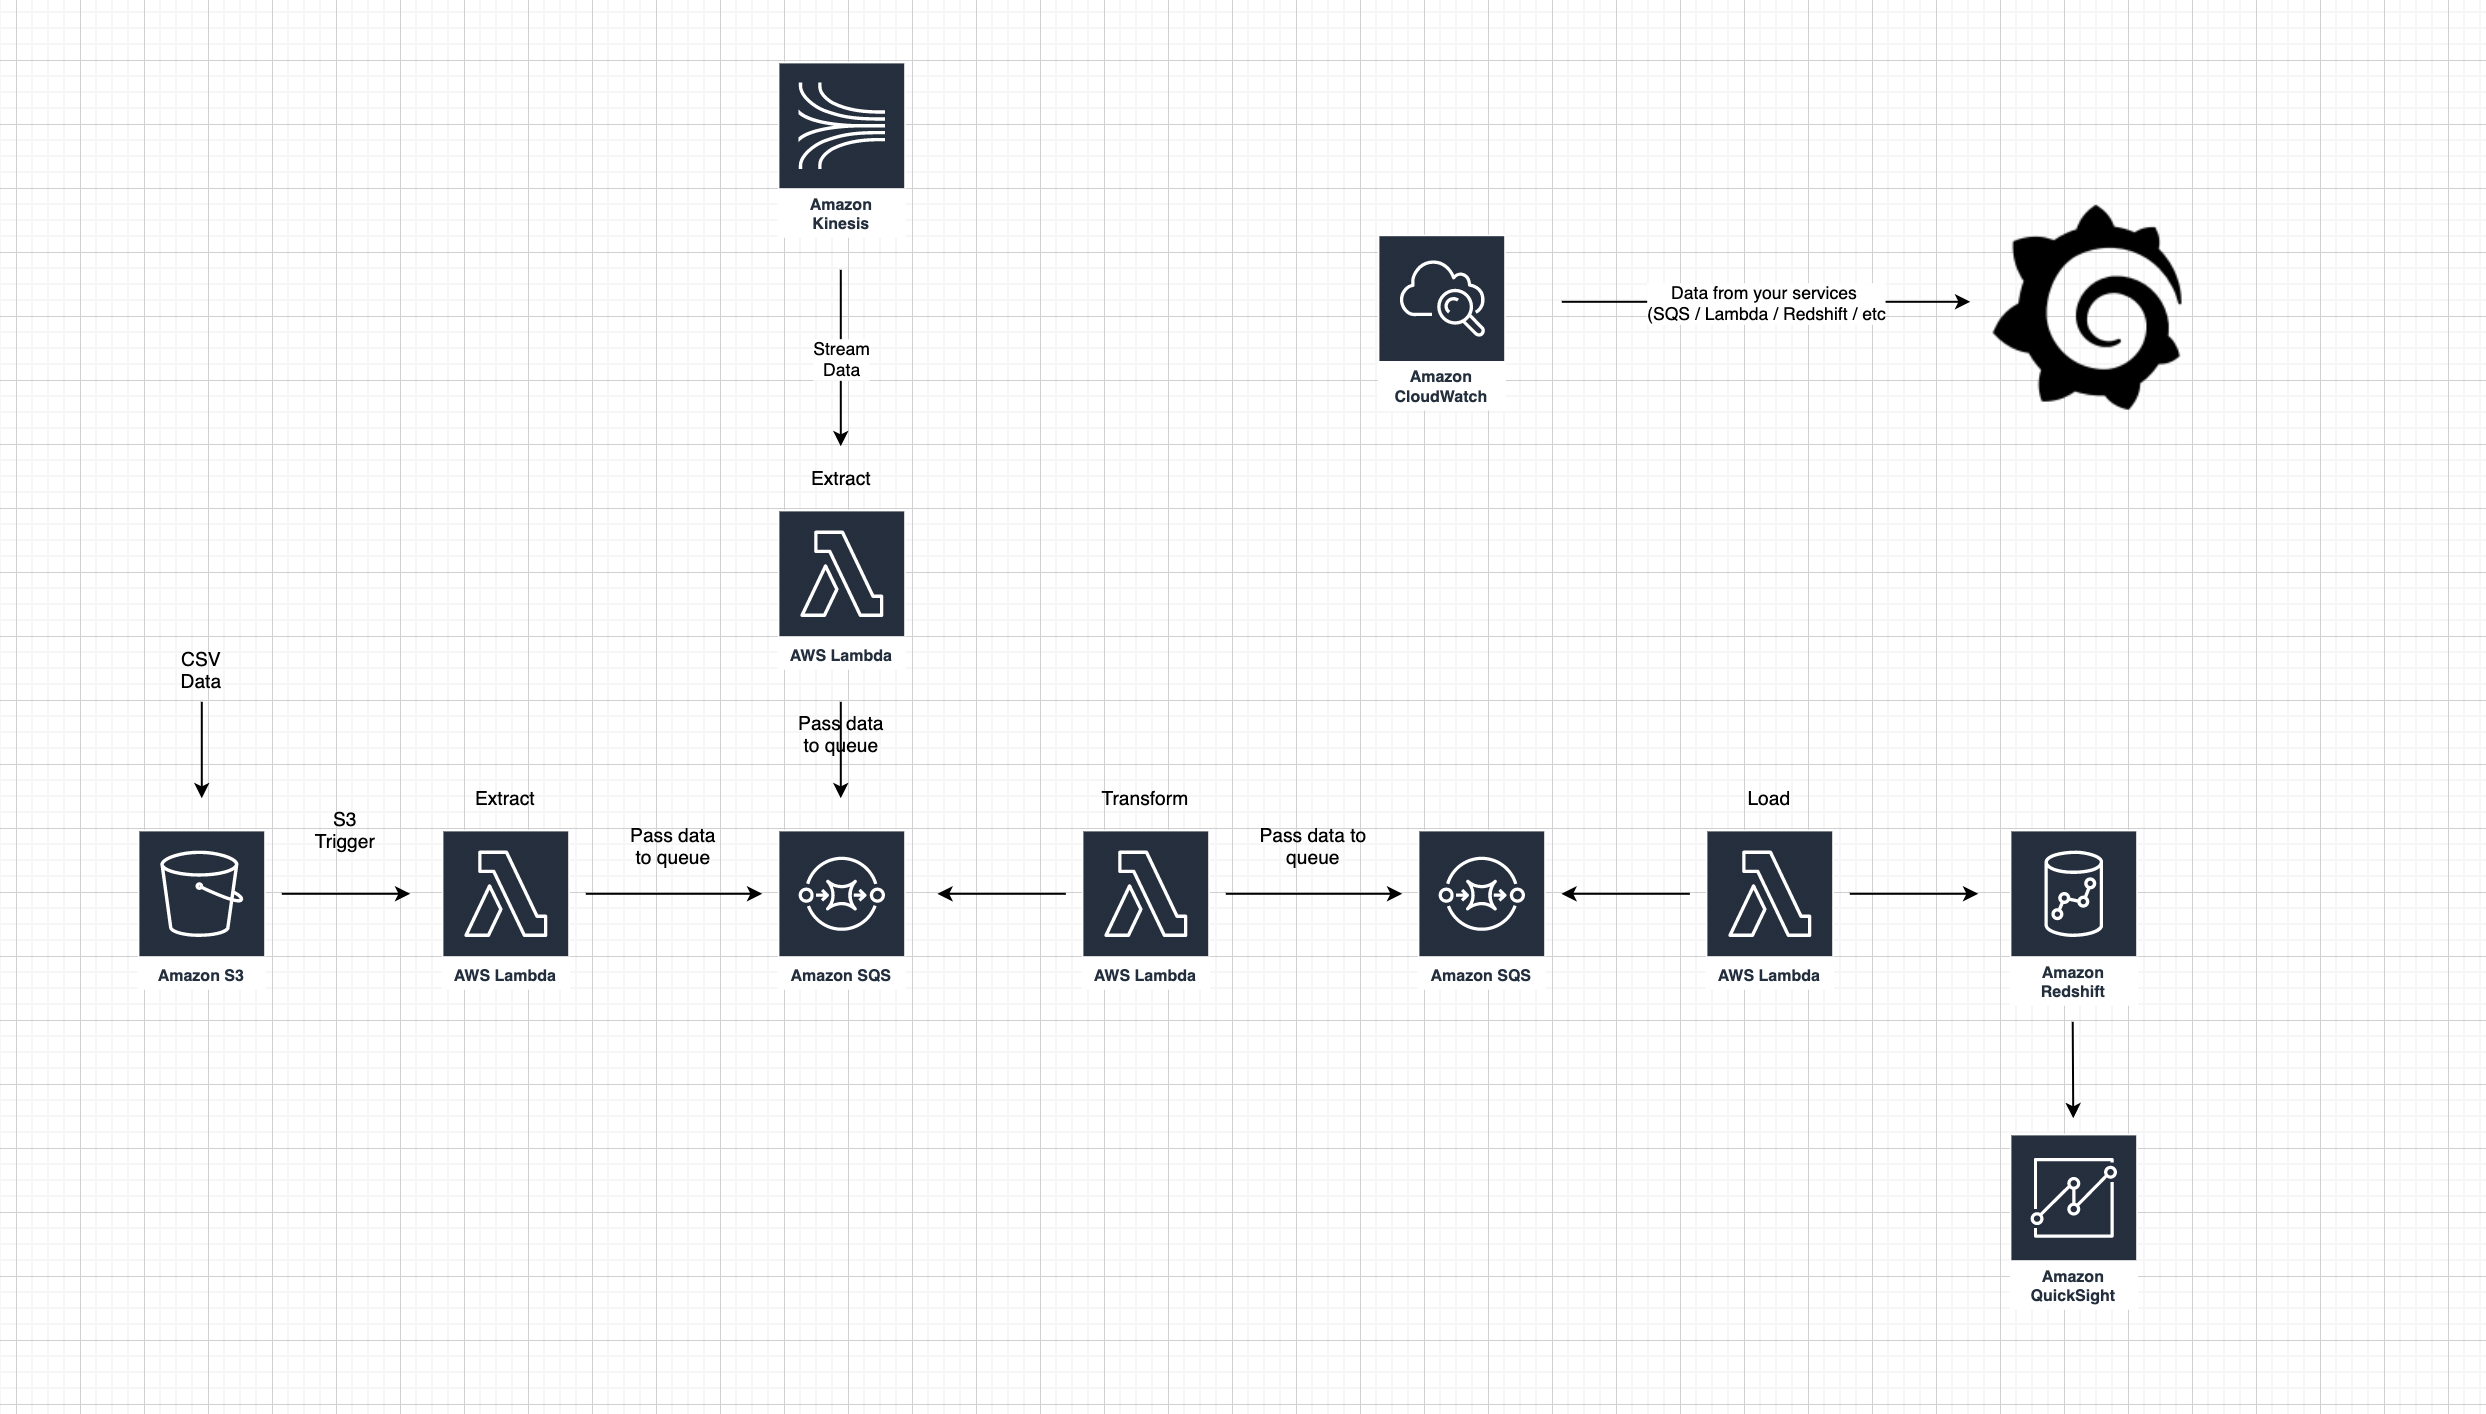 Amazon
Kinesis
Stream
Data
Extract
AWS Lambda
Pass data
to queue
Amazon
CloudWatch
Data from your services
(SQS / Lambda / Redshift / etc
CSV
Data
Amazon S3
S3
Trigger
Extract
AWS Lambda
Pass data
to queue
Amazon SQS
Transform
AWS Lambda
Pass data to
queue
Amazon SQS
Load
AWS Lambda
Amazon
Redshift
Amazon
QuickSight